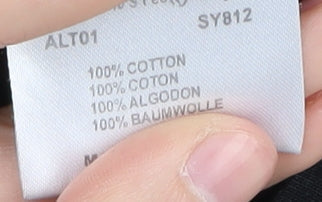 ALT01 SY812
100% COTTON
100% COTON
100% ALGODON
100% BAUMWOLLE